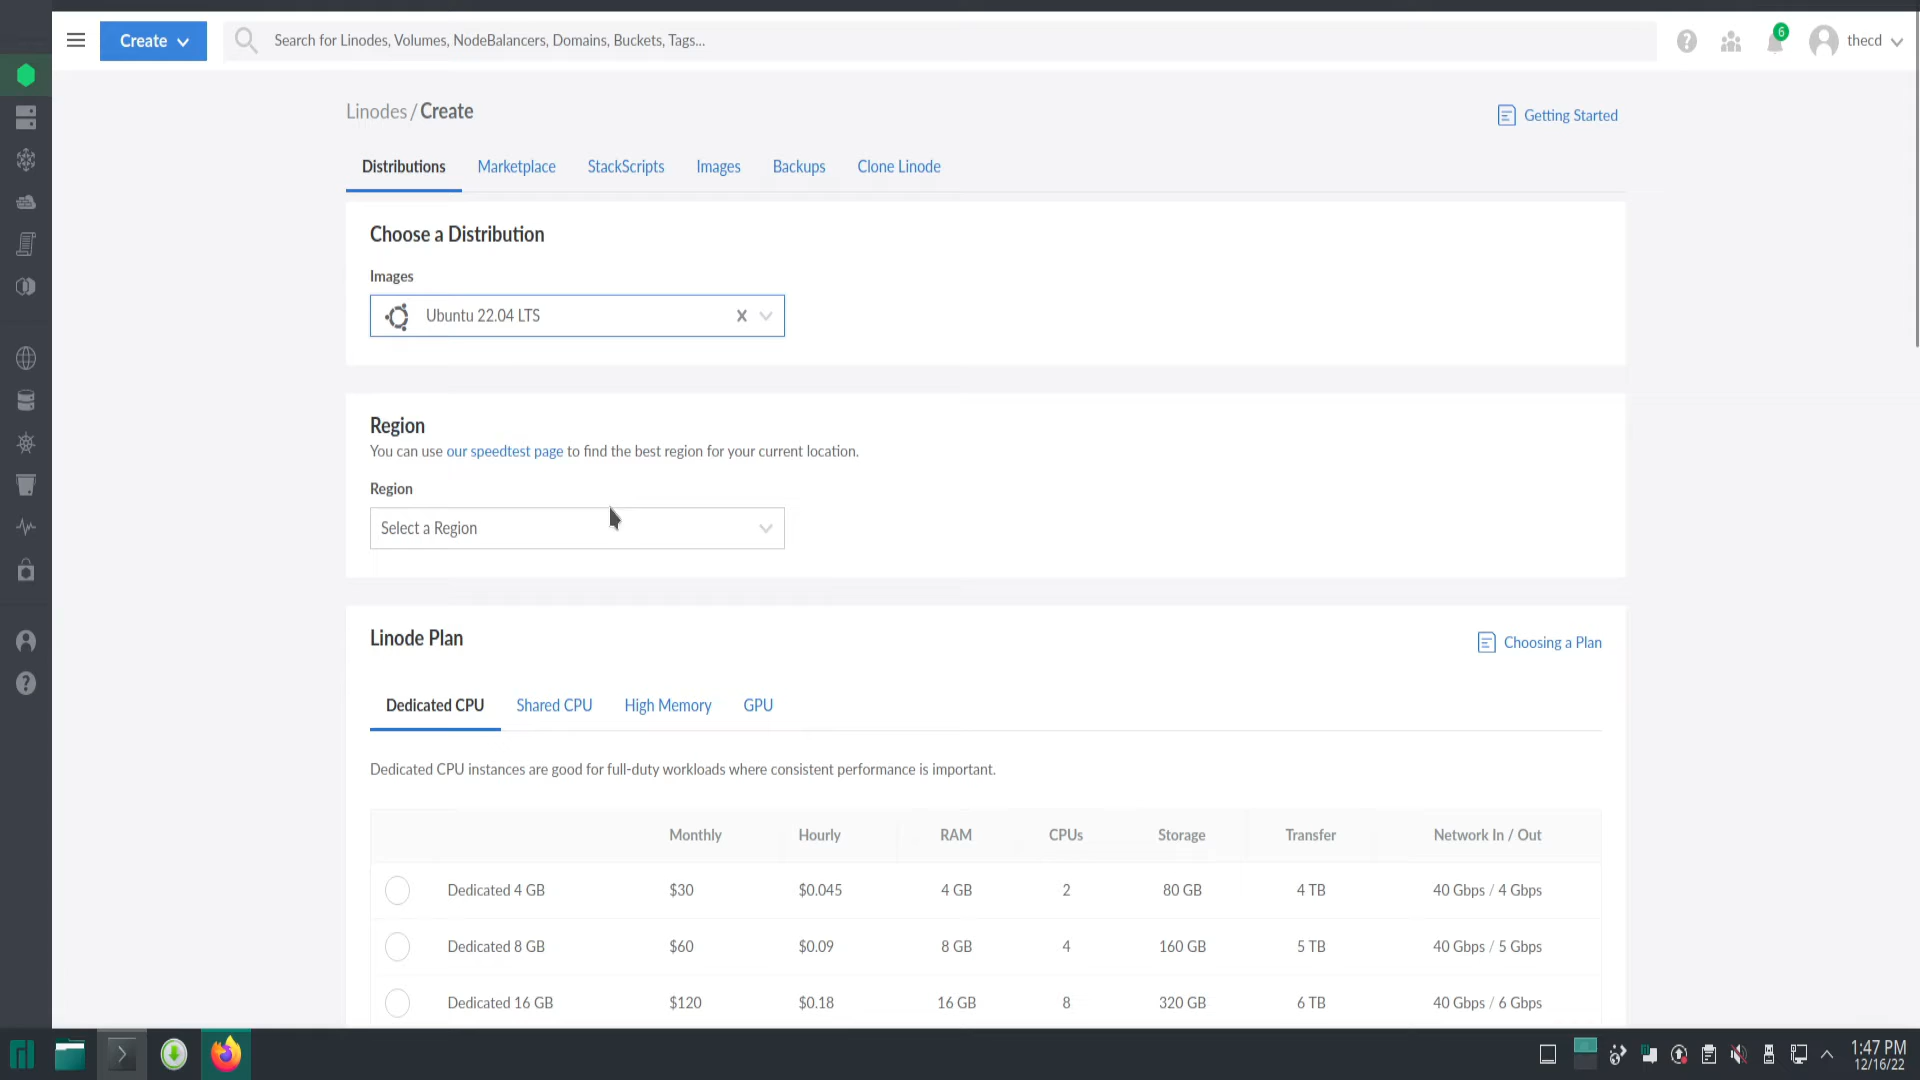 Create
Search for Linodes, Volumes, NodeBalancers, Domains, Buckets, Tags...
6
thecd
Linodes / Create
Getting Started
Distributions Marketplace StackScripts Images Backups Clone Linode
Choose a Distribution
Images
Ubuntu 22.04 LTS
Region
You can use our speedtest page to find the best region for your current location.
Region
Select a Region
Linode Plan
Choosing a Plan
Dedicated CPU Shared CPU High Memory GPU
Dedicated CPU instances are good for full-duty workloads where consistent performance is important.
Monthly Hourly RAM CPUs Storage Transfer Network In / Out
Dedicated 4 GB $30 $0.045 4 GB 2 80 GB 4 TB 40 Gbps / 4 Gbps
Dedicated 8 GB $60 $0.09 8 GB 4 160 GB 5 TB 40 Gbps / 5 Gbps
Dedicated 16 GB $120 $0.18 16 GB 8 320 GB 6 TB 40 Gbps / 6 Gbps
1:47 PM
12/16/22